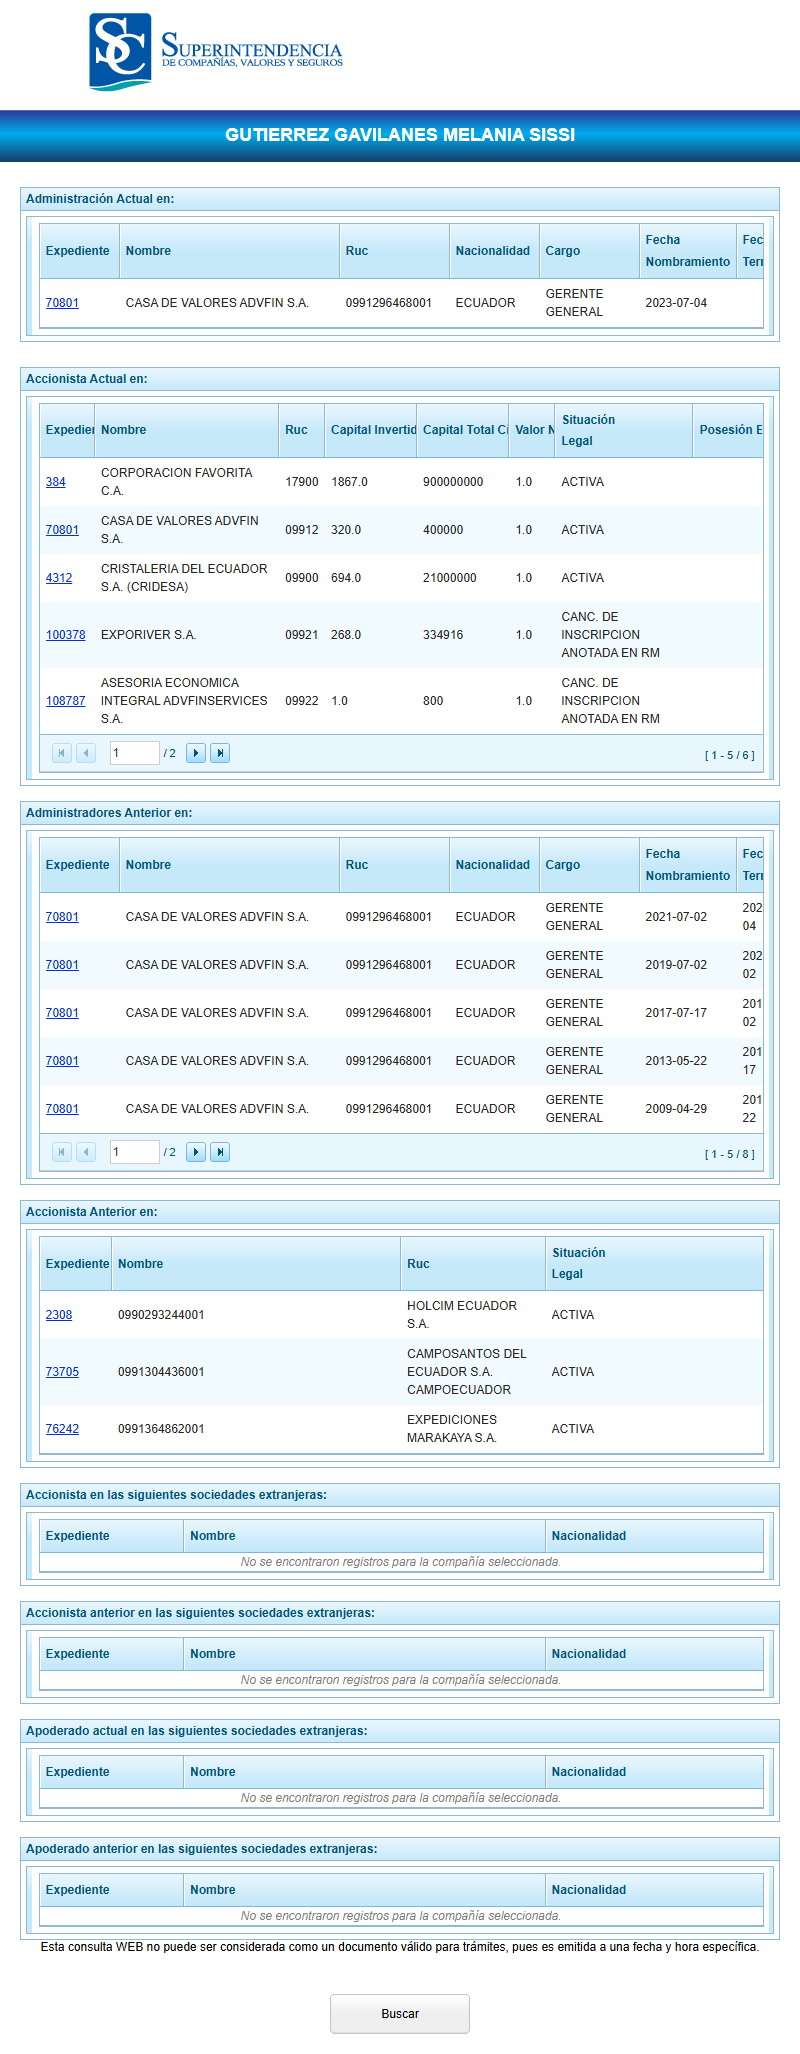 SC SUPERINTENDENCIA
DE COMPAÑÍAS, VALORES Y SEGUROS
GUTIERREZ GAVILANES MELANIA SISSI
Administración Actual en:
Expediente Nombre Ruc Nacionalidad Cargo Fecha Nombramiento Fec Terr
70801 CASA DE VALORES ADVFIN S.A. 0991296468001 ECUADOR GERENTE GENERAL 2023-07-04
Accionista Actual en:
Expedien Nombre Ruc Capital Invertid Capital Total Ci Valor N Situación Legal Posesión E
384 CORPORACION FAVORITA C.A. 17900 1867.0 900000000 1.0 ACTIVA
70801 CASA DE VALORES ADVFIN S.A. 09912 320.0 400000 1.0 ACTIVA
4312 CRISTALERIA DEL ECUADOR S.A. (CRIDESA) 09900 694.0 21000000 1.0 ACTIVA
100378 EXPORIVER S.A. 09921 268.0 334916 1.0 CANC. DE INSCRIPCION ANOTADA EN RM
108787 ASESORIA ECONOMICA INTEGRAL ADVFINSERVICES S.A. 09922 1.0 800 1.0 CANC. DE INSCRIPCION ANOTADA EN RM
1 / 2 [ 1 - 5 / 6 ]
Administradores Anterior en:
Expediente Nombre Ruc Nacionalidad Cargo Fecha Nombramiento Fec Terr
70801 CASA DE VALORES ADVFIN S.A. 0991296468001 ECUADOR GERENTE GENERAL 2021-07-02 202 04
70801 CASA DE VALORES ADVFIN S.A. 0991296468001 ECUADOR GERENTE GENERAL 2019-07-02 202 02
70801 CASA DE VALORES ADVFIN S.A. 0991296468001 ECUADOR GERENTE GENERAL 2017-07-17 201 02
70801 CASA DE VALORES ADVFIN S.A. 0991296468001 ECUADOR GERENTE GENERAL 2013-05-22 201 17
70801 CASA DE VALORES ADVFIN S.A. 0991296468001 ECUADOR GERENTE GENERAL 2009-04-29 201 22
1 / 2 [ 1 - 5 / 8 ]
Accionista Anterior en:
Expediente Nombre Ruc Situación Legal
2308 0990293244001 HOLCIM ECUADOR S.A. ACTIVA
73705 0991304436001 CAMPOSANTOS DEL ECUADOR S.A. CAMPOECUADOR ACTIVA
76242 0991364862001 EXPEDICIONES MARAKAYA S.A. ACTIVA
Accionista en las siguientes sociedades extranjeras:
Expediente Nombre Nacionalidad
No se encontraron registros para la compañía seleccionada.
Accionista anterior en las siguientes sociedades extranjeras:
Expediente Nombre Nacionalidad
No se encontraron registros para la compañía seleccionada.
Apoderado actual en las siguientes sociedades extranjeras:
Expediente Nombre Nacionalidad
No se encontraron registros para la compañía seleccionada.
Apoderado anterior en las siguientes sociedades extranjeras:
Expediente Nombre Nacionalidad
No se encontraron registros para la compañía seleccionada.
Esta consulta WEB no puede ser considerada como un documento válido para trámites, pues es emitida a una fecha y hora específica.
Buscar